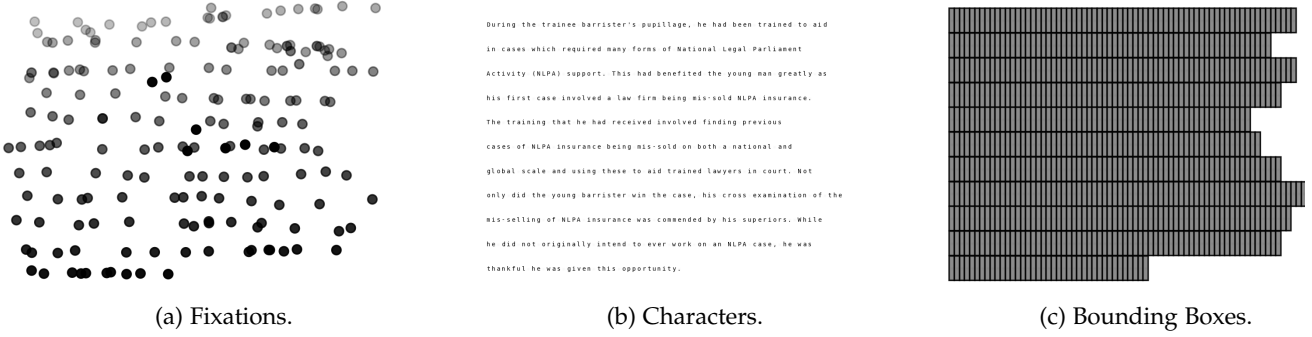 During the trainee barrister's pupillage, he had been trained to aid
in cases which required many forms of National Legal Parliament
Activity (NLPA) support. This had benefited the young man greatly as
his first case involved a law firm being mis-sold NLPA insurance.
The training that he had received involved finding previous
cases of NLPA insurance being mis-sold on both a national and
global scale and using these to aid trained lawyers in court. Not
only did the young barrister win the case, his cross examination of the
mis-selling of NLPA insurance was commended by his superiors. While
he did not originally intend to ever work on an NLPA case, he was
thankful he was given this opportunity.
(a) Fixations.
(b) Characters.
(c) Bounding Boxes.